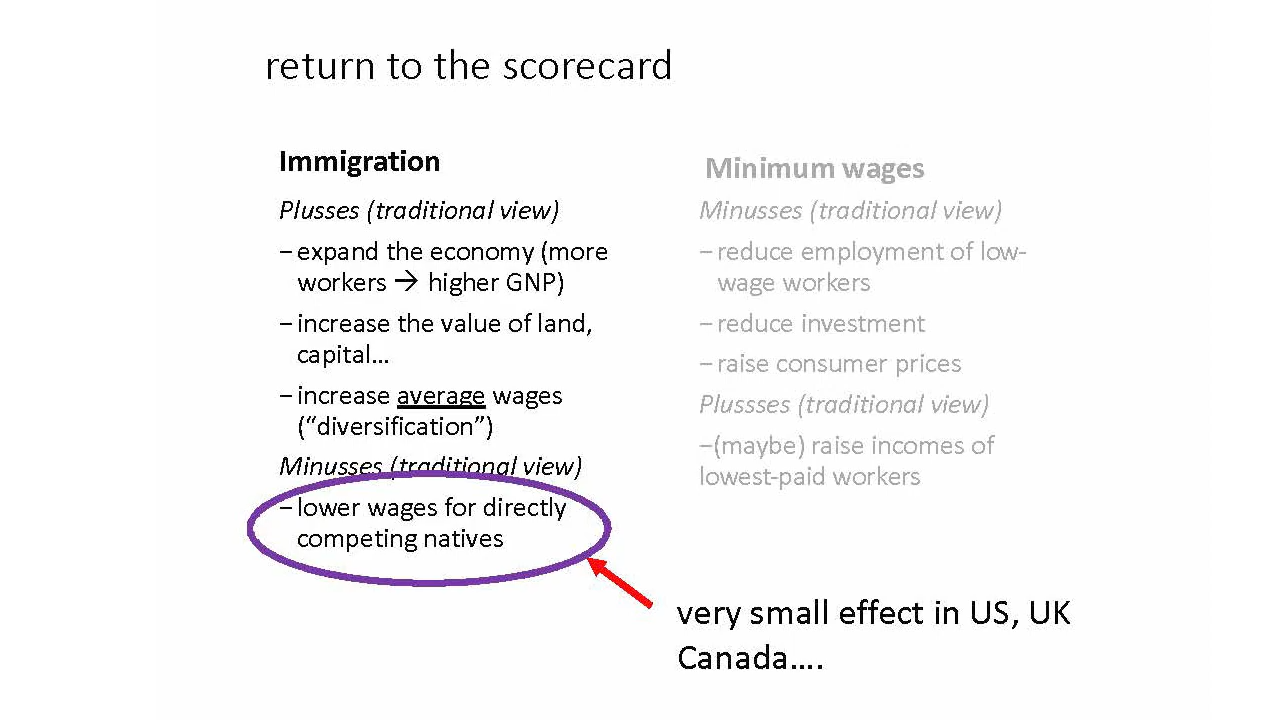 return to the scorecard
Immigration
Plusses (traditional view)
–expand the economy (more
workers → higher GNP)
–increase the value of land,
capital…
–increase average wages
(“diversification”)
Minusses (traditional view)
–lower wages for directly
competing natives
Minimum wages
Minusses (traditional view)
–reduce employment of low-
wage workers
–reduce investment
–raise consumer prices
Plussses (traditional view)
–(maybe) raise incomes of
lowest-paid workers
very small effect in US, UK
Canada….